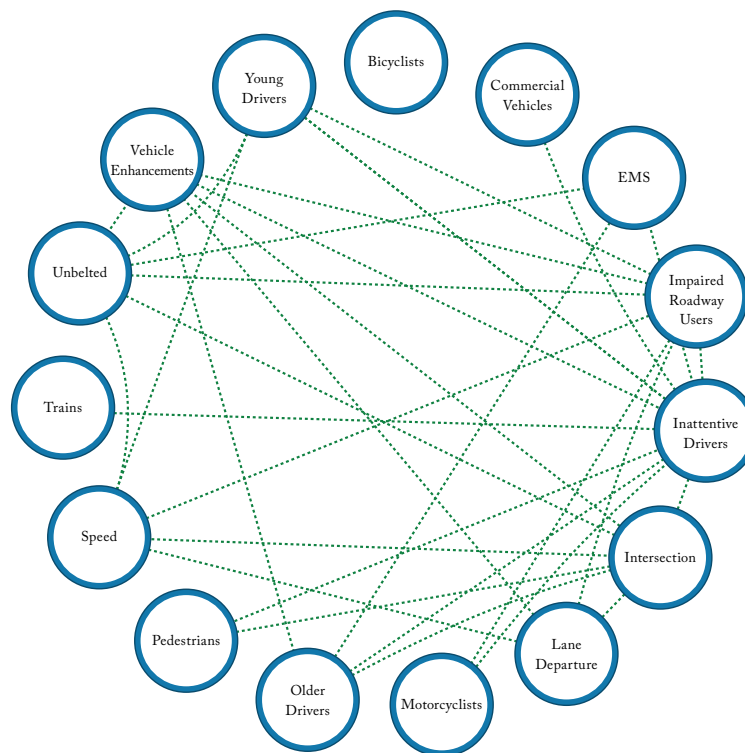 Bicyclists
Young
Drivers
Commercial
Vehicles
Vehicle
Enhancements
EMS
Unbelted
Impaired
Roadway
Users
Trains
Inattentive
Drivers
Speed
Intersection
Pedestrians
Lane
Departure
Older
Drivers
Motorcyclists